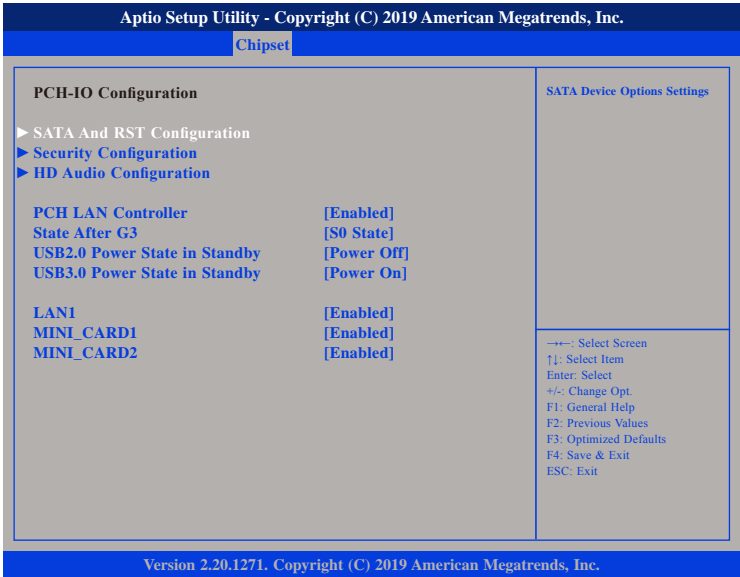 Aptio Setup Utility - Copyright (C) 2019 American Megatrends, Inc.
Chipset
PCH-IO Configuration
► SATA And RST Configuration
► Security Configuration
► HD Audio Configuration
PCH LAN Controller [Enabled]
State After G3 [S0 State]
USB2.0 Power State in Standby [Power Off]
USB3.0 Power State in Standby [Power On]
LAN1 [Enabled]
MINI_CARD1 [Enabled]
MINI_CARD2 [Enabled]
SATA Device Options Settings
→←: Select Screen
↑↓: Select Item
Enter: Select
+/-: Change Opt.
F1: General Help
F2: Previous Values
F3: Optimized Defaults
F4: Save & Exit
ESC: Exit
Version 2.20.1271. Copyright (C) 2019 American Megatrends, Inc.